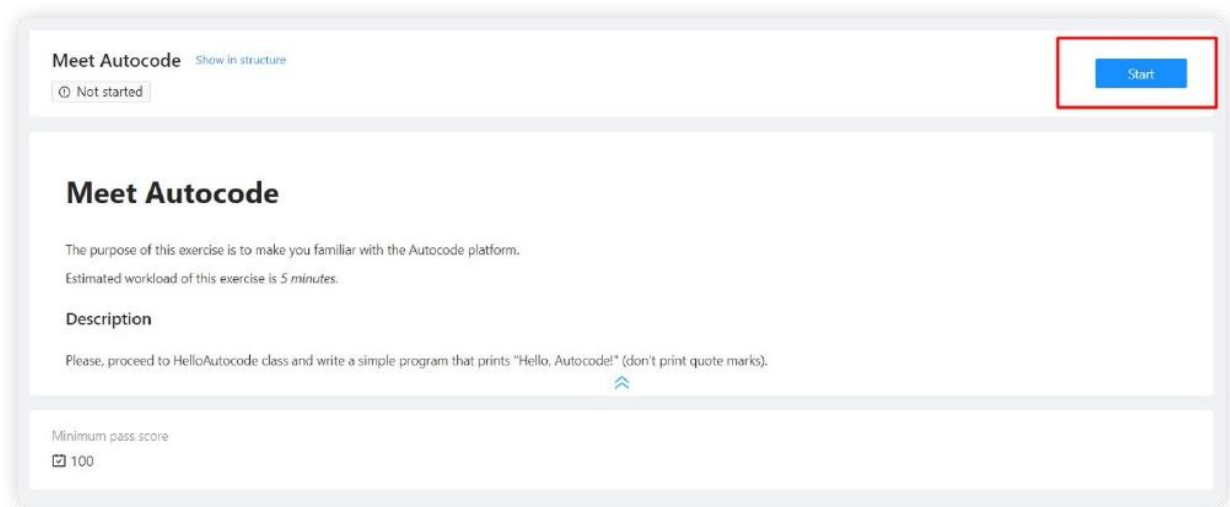 Meet Autocode Show in structure
Start
Not started
Meet Autocode
The purpose of this exercise is to make you familiar with the Autocode platform.
Estimated workload of this exercise is 5 minutes.
Description
Please, proceed to HelloAutocode class and write a simple program that prints "Hello, Autocode!" (don't print quote marks).
Minimum pass score
100